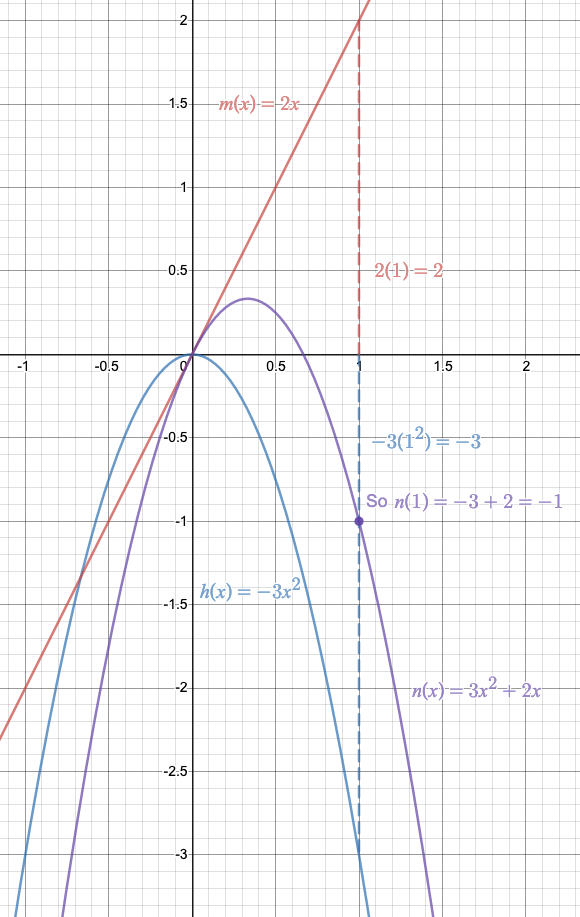 2
m(x) = 2x
1.5
1
2(1) = 2
0.5
-1
-0.5
0
0.5
1
1.5
2
−3(1²) = −3
-0.5
So n(1) = −3 + 2 = −1
-1
h(x) = −3x²
-1.5
n(x) = 3x² + 2x
-2
-2.5
-3